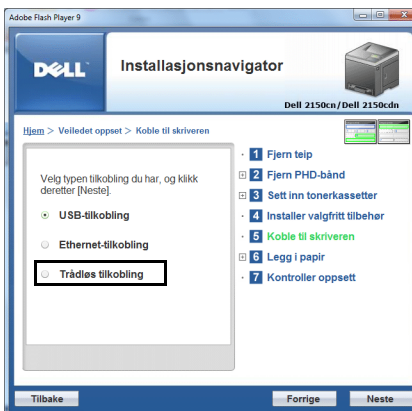 Adobe Flash Player 9
DELL
Installasjonsnavigator
Dell 2150cn/Dell 2150cdn
Hjem > Veiledet oppset > Koble til skriveren
Velg typen tilkobling du har, og klikk
deretter [Neste].
USB-tilkobling
Ethernet-tilkobling
Trådløs tilkobling
1 Fjern teip
2 Fjern PHD-bånd
3 Sett inn tonerkassetter
4 Installer valgfritt tilbehør
5 Koble til skriveren
6 Legg i papir
7 Kontroller oppsett
Tilbake
Forrige
Neste